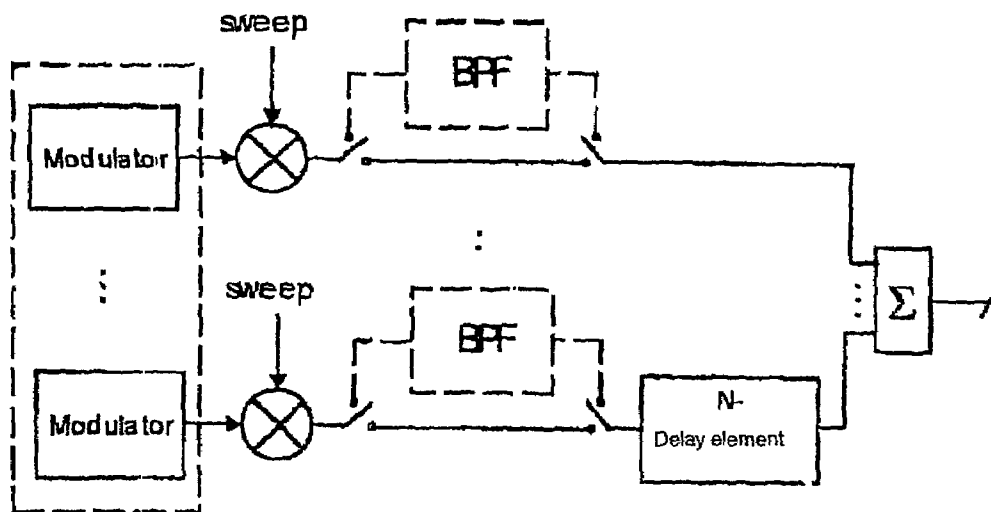 sweep
BPF
Modulator
sweep
BPF
Σ
Modulator
N-
Delay element